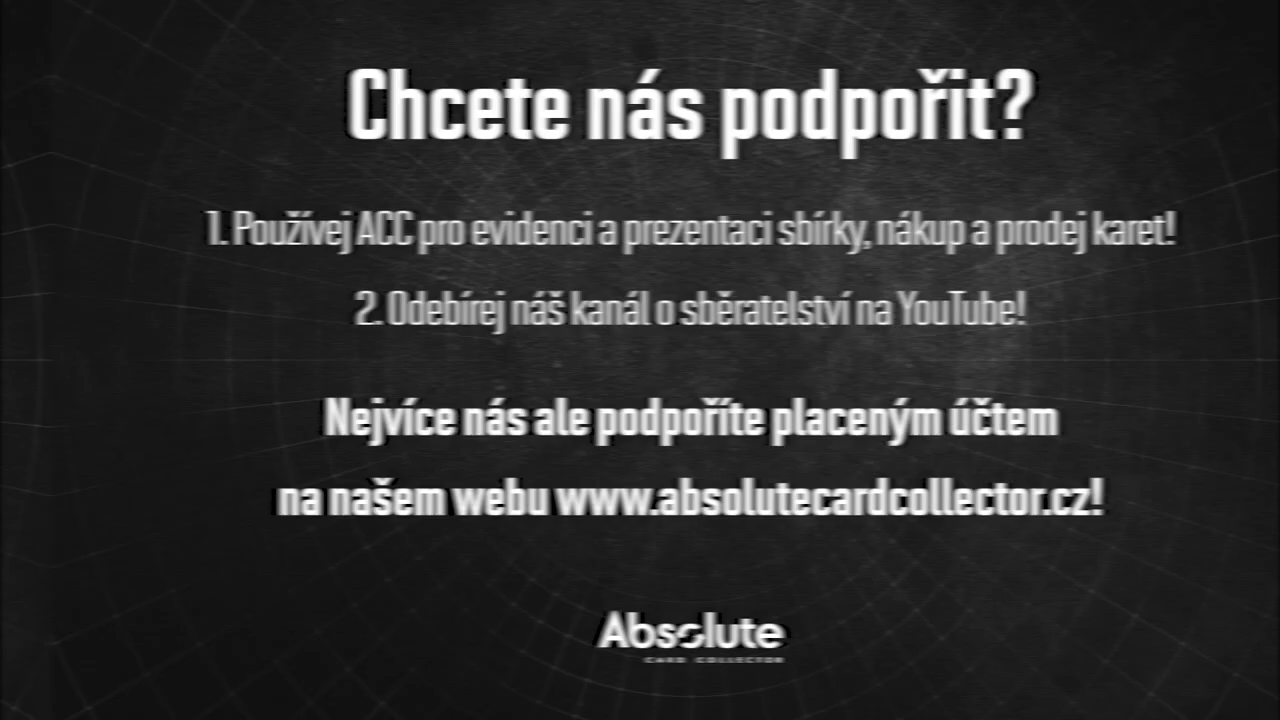 Chcete nás podpořit?
1. Používej ACC pro evidenci a prezentaci sbírky, nákup a prodej karet!
2. Odebírej náš kanál o sběratelství na YouTube!
Nejvíce nás ale podpoříte placeným účtem
na našem webu www.absolutecardcollector.cz!
Absolute
CARD COLLECTOR